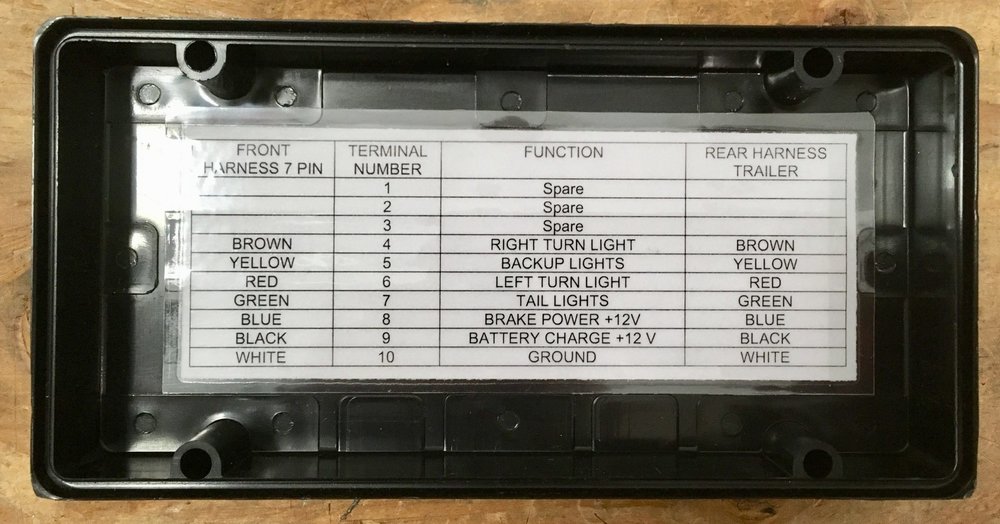 FRONT HARNESS 7 PIN TERMINAL NUMBER FUNCTION REAR HARNESS TRAILER
1 Spare
2 Spare
3 Spare
BROWN 4 RIGHT TURN LIGHT BROWN
YELLOW 5 BACKUP LIGHTS YELLOW
RED 6 LEFT TURN LIGHT RED
GREEN 7 TAIL LIGHTS GREEN
BLUE 8 BRAKE POWER +12V BLUE
BLACK 9 BATTERY CHARGE +12 V BLACK
WHITE 10 GROUND WHITE